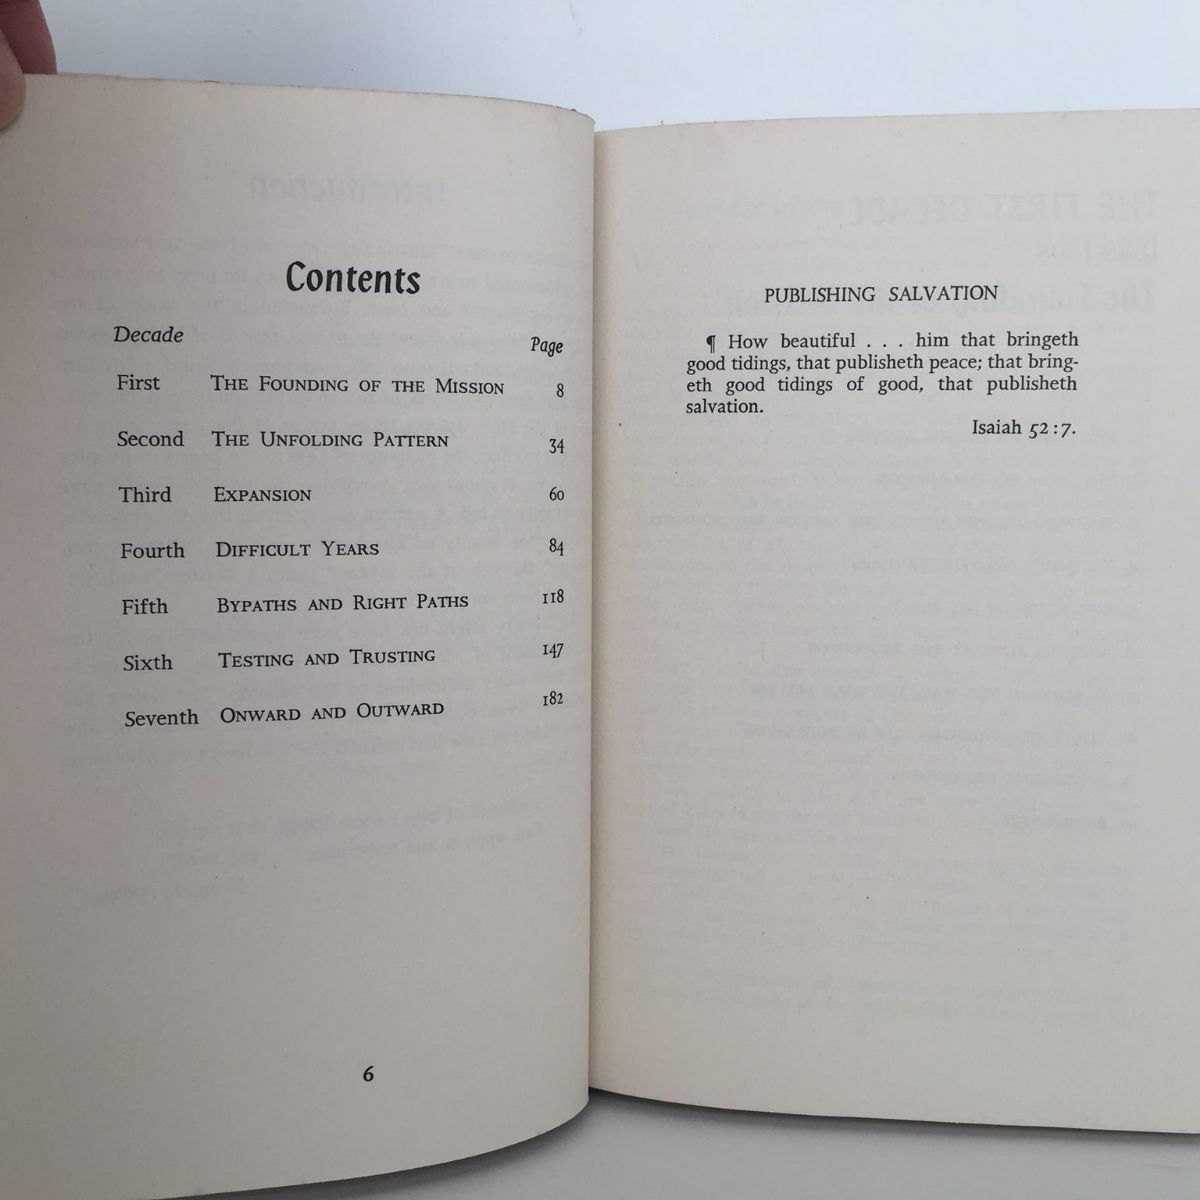 Contents
Decade Page
First THE FOUNDING OF THE MISSION 8
Second THE UNFOLDING PATTERN 34
Third EXPANSION 60
Fourth DIFFICULT YEARS 84
Fifth BYPATHS AND RIGHT PATHS 118
Sixth TESTING AND TRUSTING 147
Seventh ONWARD AND OUTWARD 182
6
PUBLISHING SALVATION
¶ How beautiful . . . him that bringeth
good tidings, that publisheth peace; that bring-
eth good tidings of good, that publisheth
salvation.
Isaiah 52:7.